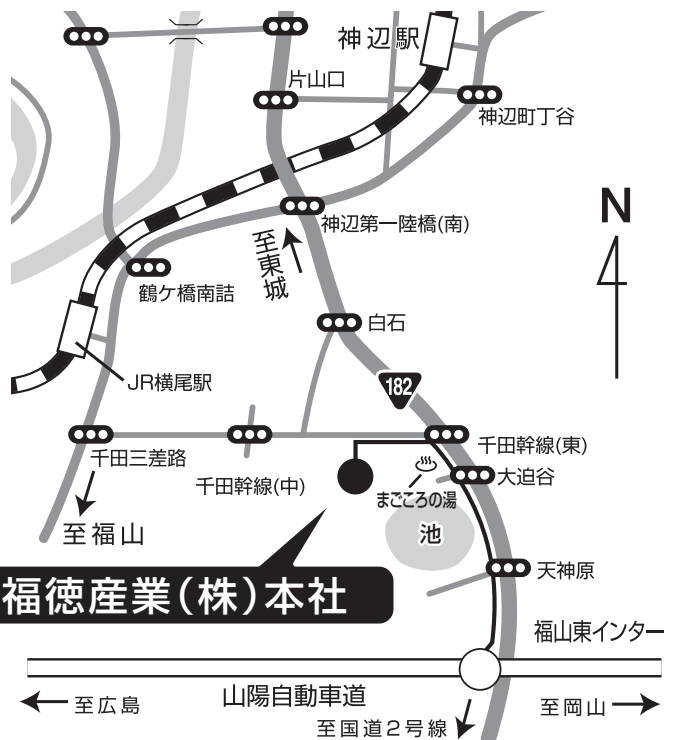 神辺駅
片山口
神辺町丁谷
N
神辺第一陸橋(南)
至東城
鶴ケ橋南詰
白石
JR横尾駅
182
千田幹線(東)
千田三差路
千田幹線(中)
大迫谷
まごころの湯
至福山
池
天神原
福徳産業(株)本社
福山東インター
至広島
山陽自動車道
至岡山
至国道2号線